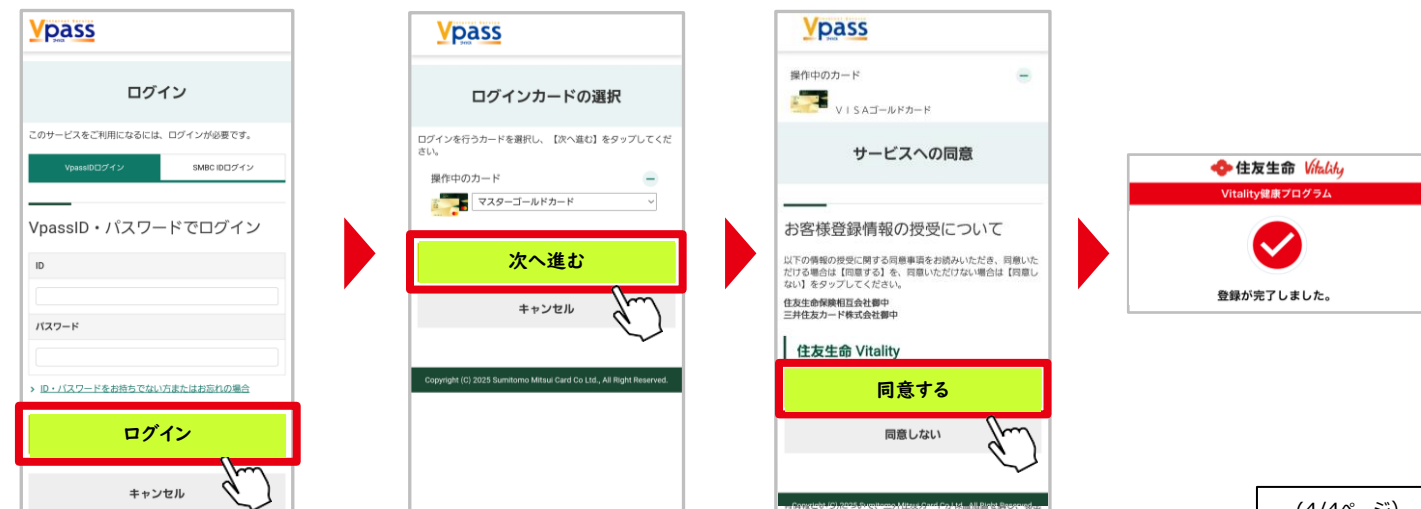 Vpass
ログイン
このサービスをご利用になるには、ログインが必要です。
VpassIDログイン
SMBC IDログイン
VpassID・パスワードでログイン
ID
パスワード
> ID・パスワードをお持ちでない方またはお忘れの場合
ログイン
キャンセル
Vpass
ログインカードの選択
ログインを行うカードを選択し、【次へ進む】をタップしてくだ
さい。
操作中のカード
マスターゴールドカード
次へ進む
キャンセル
Copyright (C) 2025 Sumitomo Mitsui Card Co Ltd., All Right Reserved.
Vpass
操作中のカード
ＶＩＳＡゴールドカード
サービスへの同意
お客様登録情報の授受について
以下の情報の授受に関する同意事項をお読みいただき、同意いた
だける場合は【同意する】を、同意いただけない場合は【同意し
ない】をタップしてください。
住友生命保険相互会社御中
三井住友カード株式会社御中
住友生命 Vitality
同意する
同意しない
住友生命 Vitality
Vitality健康プログラム
登録が完了しました。
(4/4ページ)